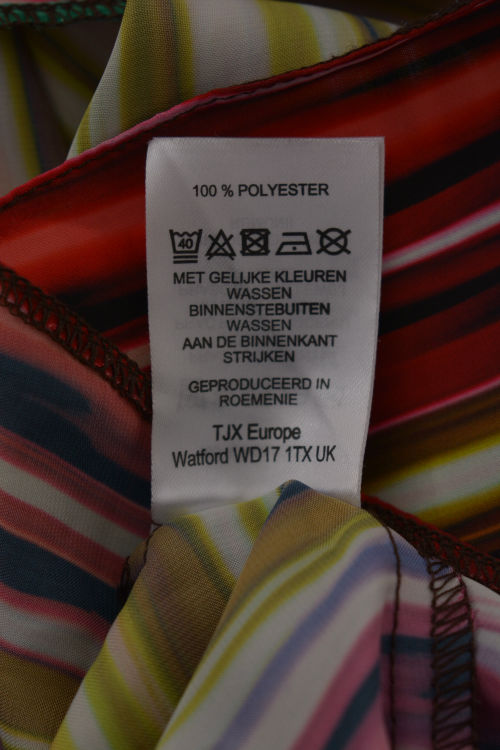 100 % POLYESTER
40
MET GELIJKE KLEUREN
WASSEN
BINNENSTEBUITEN
WASSEN
AAN DE BINNENKANT
STRIJKEN
GEPRODUCEERD IN
ROEMENIE
TJX Europe
Watford WD17 1TX UK